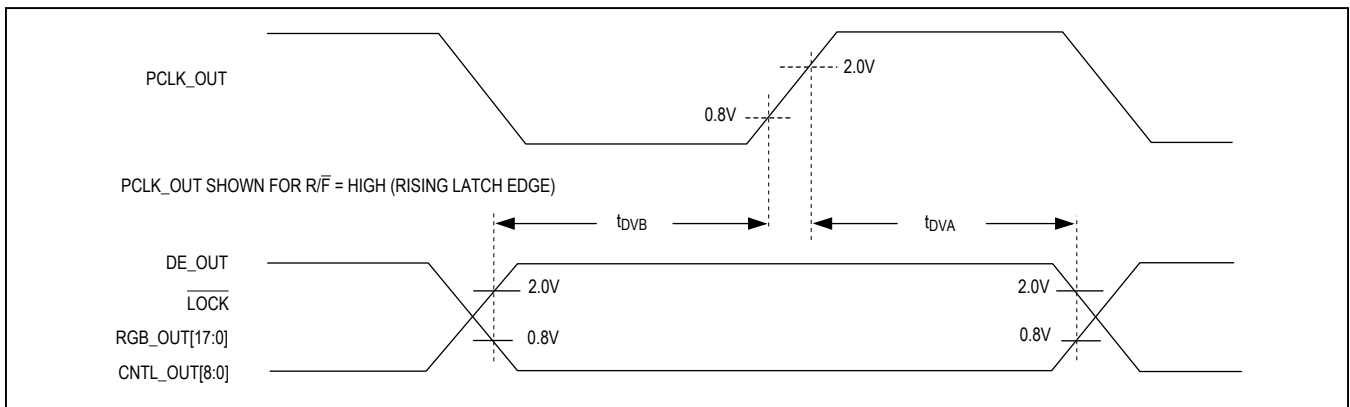 PCLK_OUT
2.0V
0.8V
PCLK_OUT SHOWN FOR R/F̅ = HIGH (RISING LATCH EDGE)
tDVB
tDVA
DE_OUT
L̅O̅C̅K̅
RGB_OUT[17:0]
CNTL_OUT[8:0]
2.0V
0.8V
2.0V
0.8V